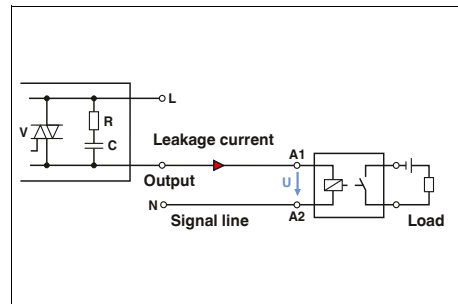 L
R
V
C
Leakage current
A1
Output
U
N
Signal line
A2
Load